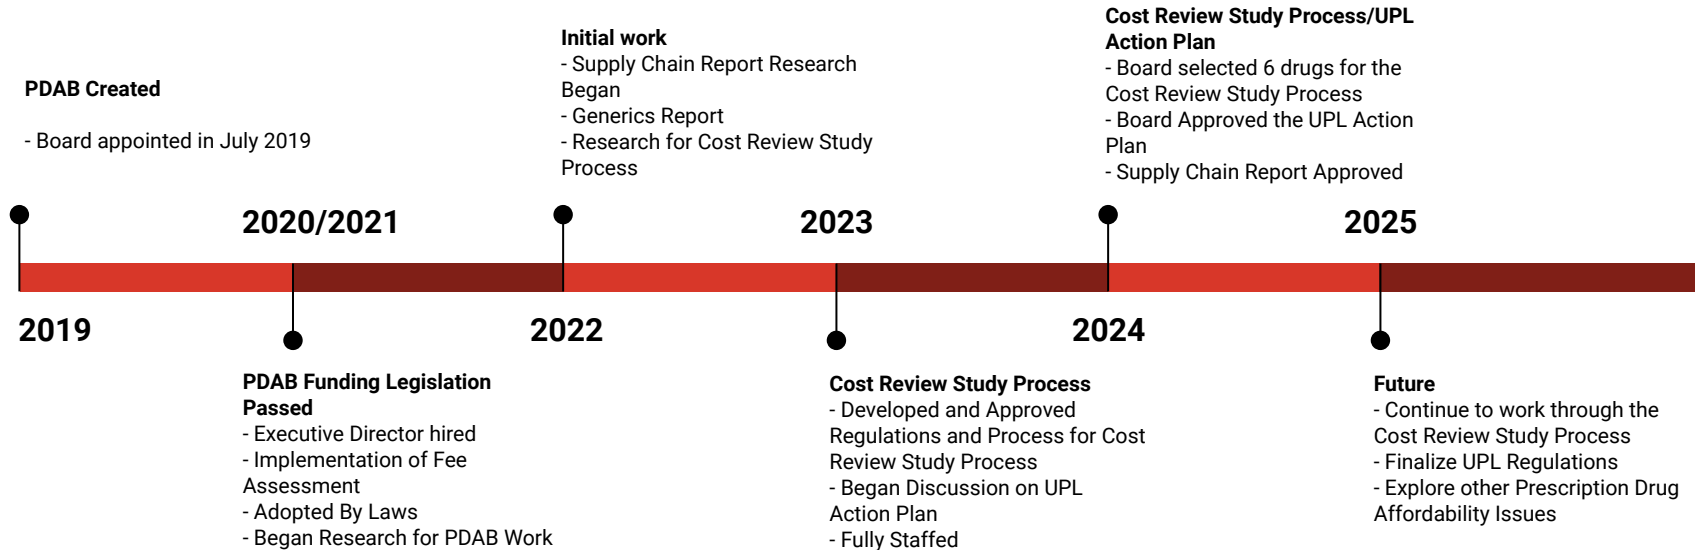 PDAB Created
- Board appointed in July 2019
2019
2020/2021
PDAB Funding Legislation
Passed
- Executive Director hired
- Implementation of Fee
Assessment
- Adopted By Laws
- Began Research for PDAB Work
Initial work
- Supply Chain Report Research
Began
- Generics Report
- Research for Cost Review Study
Process
2022
2023
Cost Review Study Process
- Developed and Approved
Regulations and Process for Cost
Review Study Process
- Began Discussion on UPL
Action Plan
- Fully Staffed
Cost Review Study Process/UPL
Action Plan
- Board selected 6 drugs for the
Cost Review Study Process
- Board Approved the UPL Action
Plan
- Supply Chain Report Approved
2024
2025
Future
- Continue to work through the
Cost Review Study Process
- Finalize UPL Regulations
- Explore other Prescription Drug
Affordability Issues